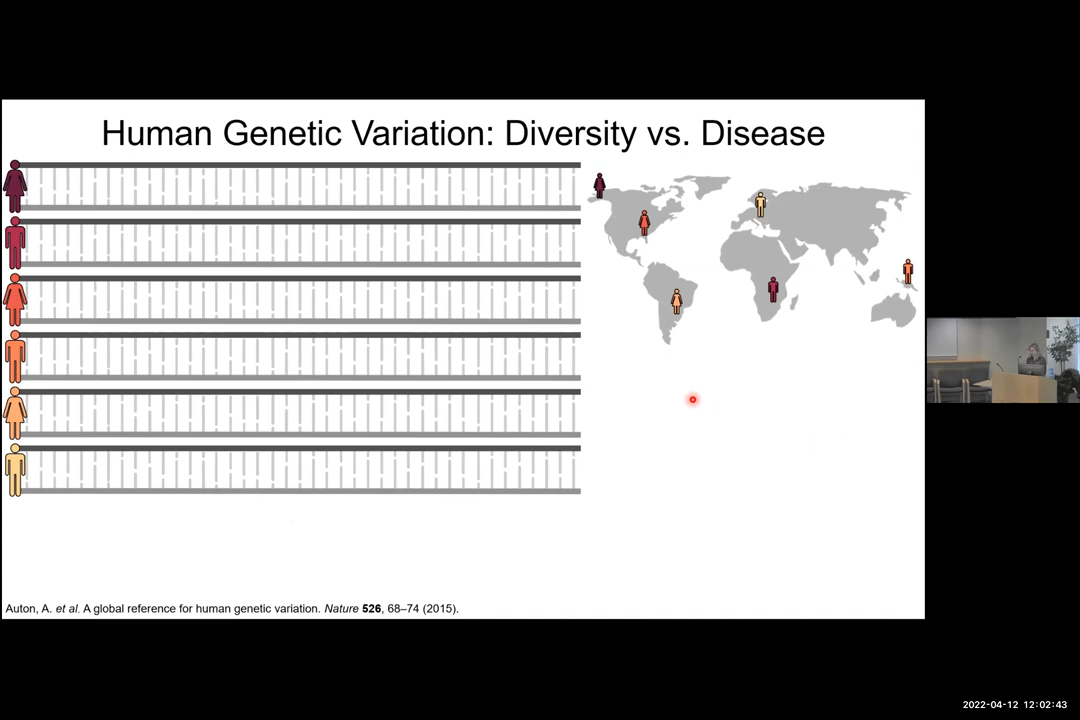 Human Genetic Variation: Diversity vs. Disease
Auton, A. et al. A global reference for human genetic variation. Nature 526, 68–74 (2015).
2022-04-12 12:02:43